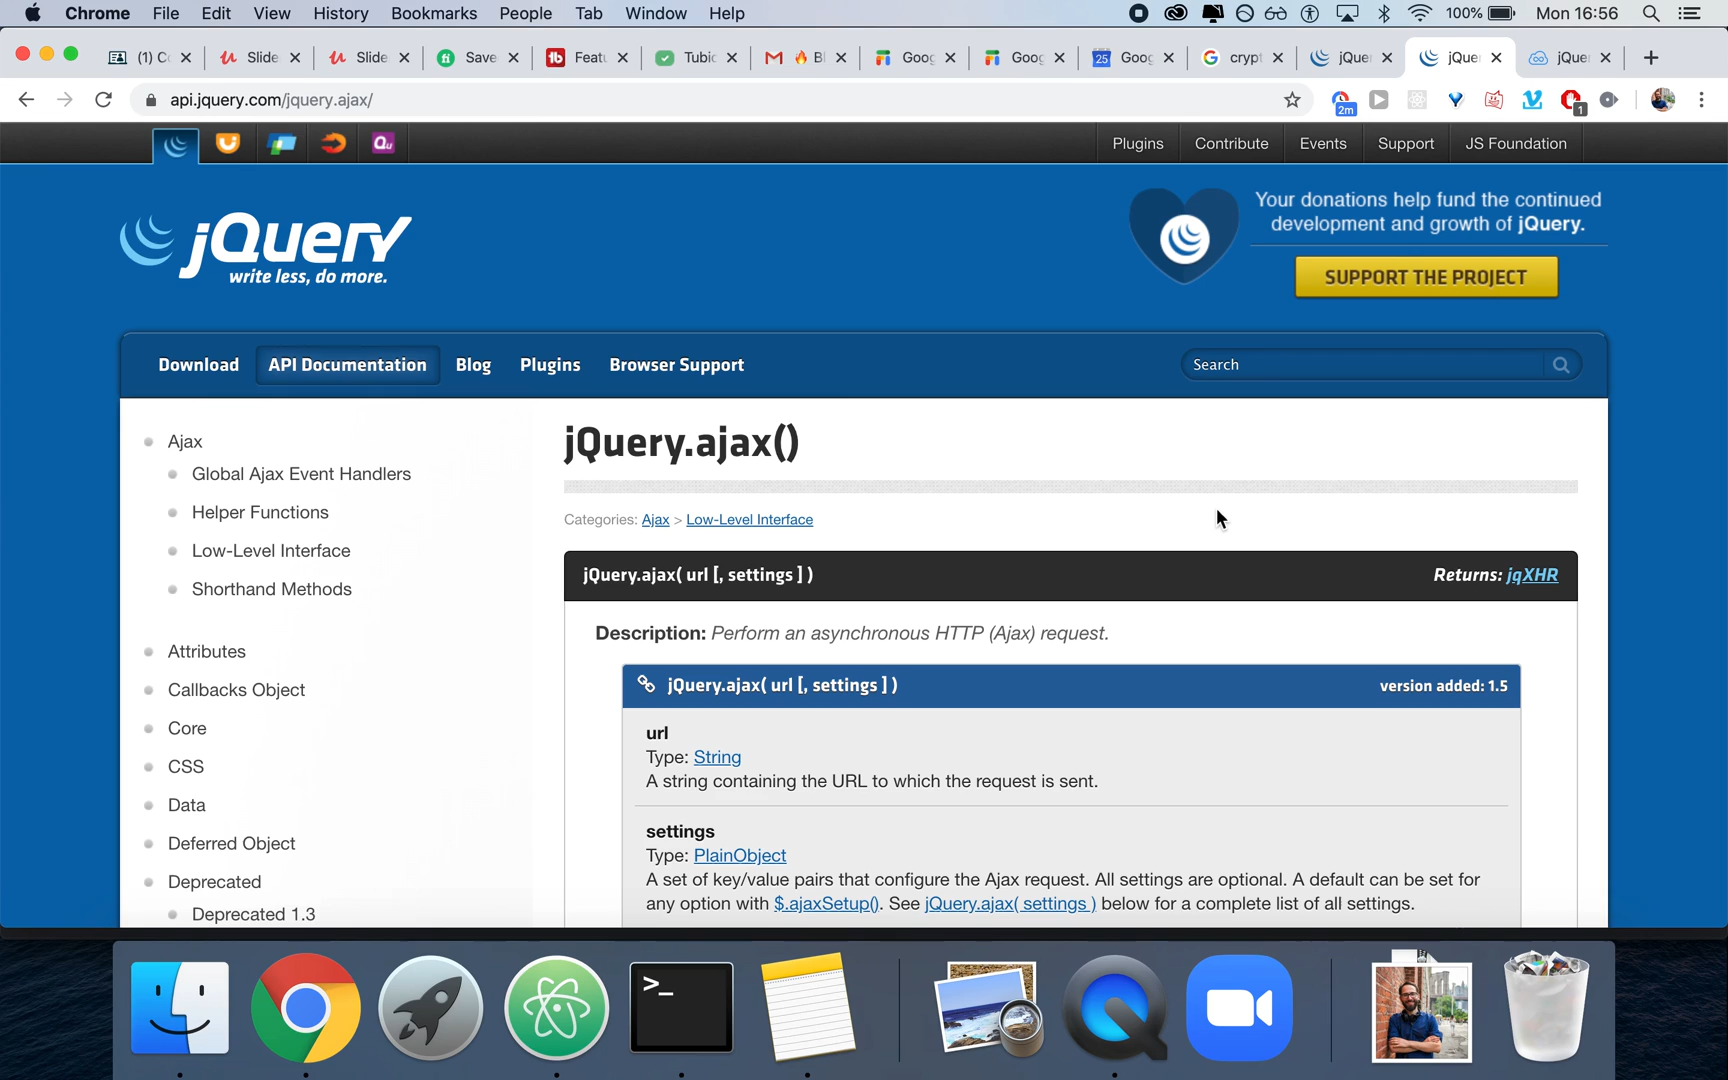 Chrome File Edit View History Bookmarks People Tab Window Help 100% Mon 16:56
(1) C Slide Slide Save Feat Tubic Bl Goog Goog 25 Goog crypt jQue jQue jQue
api.jquery.com/jquery.ajax/ 2m 1
Plugins Contribute Events Support JS Foundation
jQuery
write less, do more.
Your donations help fund the continued
development and growth of jQuery.
SUPPORT THE PROJECT
Download API Documentation Blog Plugins Browser Support Search
Ajax
Global Ajax Event Handlers
Helper Functions
Low-Level Interface
Shorthand Methods
Attributes
Callbacks Object
Core
CSS
Data
Deferred Object
Deprecated
Deprecated 1.3
jQuery.ajax()
Categories: Ajax > Low-Level Interface
jQuery.ajax( url [, settings ] ) Returns: jqXHR
Description: Perform an asynchronous HTTP (Ajax) request.
jQuery.ajax( url [, settings ] ) version added: 1.5
url
Type: String
A string containing the URL to which the request is sent.
settings
Type: PlainObject
A set of key/value pairs that configure the Ajax request. All settings are optional. A default can be set for
any option with $.ajaxSetup(). See jQuery.ajax( settings ) below for a complete list of all settings.